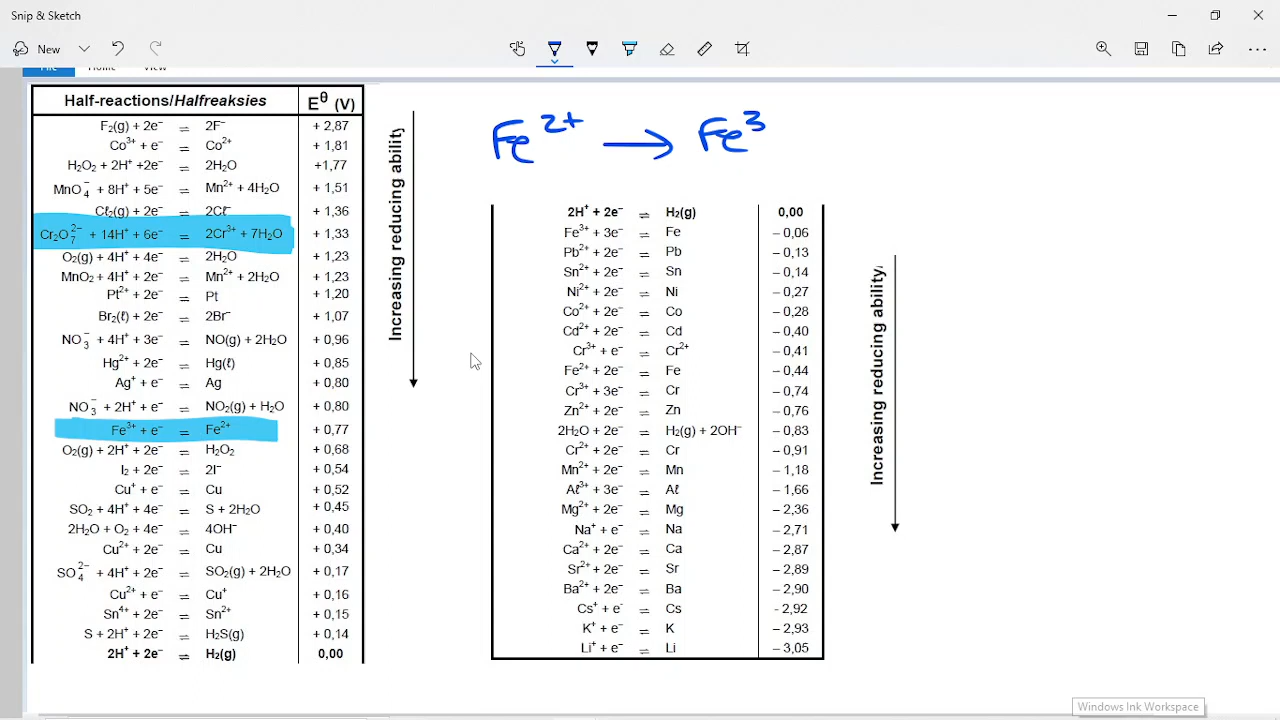 Snip & Sketch
New
Half-reactions/Halfreaksies Eθ (V)
F₂(g) + 2e⁻ ⇌ 2F⁻ + 2,87
Co³⁺ + e⁻ ⇌ Co²⁺ + 1,81
H₂O₂ + 2H⁺ +2e⁻ ⇌ 2H₂O +1,77
MnO₄⁻ + 8H⁺ + 5e⁻ ⇌ Mn²⁺ + 4H₂O + 1,51
Cℓ₂(g) + 2e⁻ ⇌ 2Cℓ⁻ + 1,36
Cr₂O₇²⁻ + 14H⁺ + 6e⁻ ⇌ 2Cr³⁺ + 7H₂O + 1,33
O₂(g) + 4H⁺ + 4e⁻ ⇌ 2H₂O + 1,23
MnO₂ + 4H⁺ + 2e⁻ ⇌ Mn²⁺ + 2H₂O + 1,23
Pt²⁺ + 2e⁻ ⇌ Pt + 1,20
Br₂(ℓ) + 2e⁻ ⇌ 2Br⁻ + 1,07
NO₃⁻ + 4H⁺ + 3e⁻ ⇌ NO(g) + 2H₂O + 0,96
Hg²⁺ + 2e⁻ ⇌ Hg(ℓ) + 0,85
Ag⁺ + e⁻ ⇌ Ag + 0,80
NO₃⁻ + 2H⁺ + e⁻ ⇌ NO₂(g) + H₂O + 0,80
Fe³⁺ + e⁻ ⇌ Fe²⁺ + 0,77
O₂(g) + 2H⁺ + 2e⁻ ⇌ H₂O₂ + 0,68
I₂ + 2e⁻ ⇌ 2I⁻ + 0,54
Cu⁺ + e⁻ ⇌ Cu + 0,52
SO₂ + 4H⁺ + 4e⁻ ⇌ S + 2H₂O + 0,45
2H₂O + O₂ + 4e⁻ ⇌ 4OH⁻ + 0,40
Cu²⁺ + 2e⁻ ⇌ Cu + 0,34
SO₄²⁻ + 4H⁺ + 2e⁻ ⇌ SO₂(g) + 2H₂O + 0,17
Cu²⁺ + e⁻ ⇌ Cu⁺ + 0,16
Sn⁴⁺ + 2e⁻ ⇌ Sn²⁺ + 0,15
S + 2H⁺ + 2e⁻ ⇌ H₂S(g) + 0,14
2H⁺ + 2e⁻ ⇌ H₂(g) 0,00
Increasing reducing ability
Fe²⁺ → Fe³
2H⁺ + 2e⁻ ⇌ H₂(g) 0,00
Fe³⁺ + 3e⁻ ⇌ Fe – 0,06
Pb²⁺ + 2e⁻ ⇌ Pb – 0,13
Sn²⁺ + 2e⁻ ⇌ Sn – 0,14
Ni²⁺ + 2e⁻ ⇌ Ni – 0,27
Co²⁺ + 2e⁻ ⇌ Co – 0,28
Cd²⁺ + 2e⁻ ⇌ Cd – 0,40
Cr³⁺ + e⁻ ⇌ Cr²⁺ – 0,41
Fe²⁺ + 2e⁻ ⇌ Fe – 0,44
Cr³⁺ + 3e⁻ ⇌ Cr – 0,74
Zn²⁺ + 2e⁻ ⇌ Zn – 0,76
2H₂O + 2e⁻ ⇌ H₂(g) + 2OH⁻ – 0,83
Cr²⁺ + 2e⁻ ⇌ Cr – 0,91
Mn²⁺ + 2e⁻ ⇌ Mn – 1,18
Aℓ³⁺ + 3e⁻ ⇌ Aℓ – 1,66
Mg²⁺ + 2e⁻ ⇌ Mg – 2,36
Na⁺ + e⁻ ⇌ Na – 2,71
Ca²⁺ + 2e⁻ ⇌ Ca – 2,87
Sr²⁺ + 2e⁻ ⇌ Sr – 2,89
Ba²⁺ + 2e⁻ ⇌ Ba – 2,90
Cs⁺ + e⁻ ⇌ Cs - 2,92
K⁺ + e⁻ ⇌ K – 2,93
Li⁺ + e⁻ ⇌ Li – 3,05
Increasing reducing ability
Windows Ink Workspace